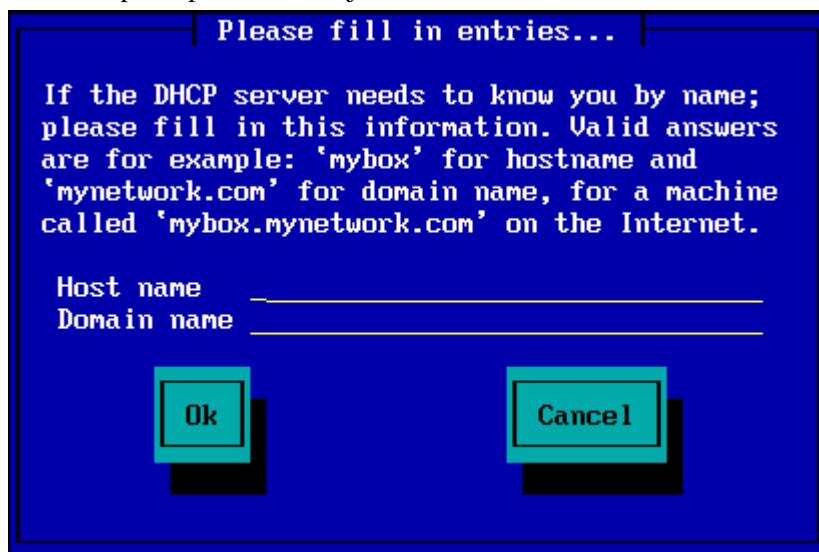 Please fill in entries...
If the DHCP server needs to know you by name;
please fill in this information. Valid answers
are for example: `mybox' for hostname and
`mynetwork.com' for domain name, for a machine
called `mybox.mynetwork.com' on the Internet.
Host name
Domain name
Ok Cancel